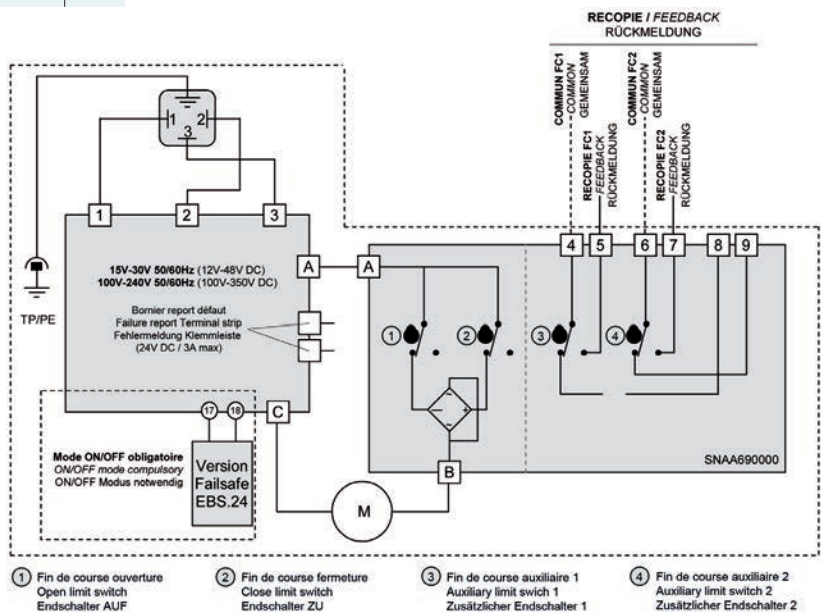 RECOPIE / FEEDBACK
RÜCKMELDUNG
COMMUN FC1
COMMON
GEMEINSAM
RECOPIE FC1
FEEDBACK
RÜCKMELDUNG
COMMUN FC2
COMMON
GEMEINSAM
RECOPIE FC2
FEEDBACK
RÜCKMELDUNG
1 2
3
1 2 3
4 5 6 7 8 9
15V-30V 50/60Hz (12V-48V DC)
100V-240V 50/60Hz (100V-350V DC)
A A
TP/PE
Bornier report défaut
Failure report Terminal strip
Fehlermeldung Klemmleiste
(24V DC / 3A max)
1 2 3 4
- ~ + ~
17 18 C
B
SNAA690000
Mode ON/OFF obligatoire
ON/OFF mode compulsory
ON/OFF Modus notwendig
Version
Failsafe
EBS.24
M
1 Fin de course ouverture
Open limit switch
Endschalter AUF
2 Fin de course fermeture
Close limit switch
Endschalter ZU
3 Fin de course auxiliaire 1
Auxiliary limit swich 1
Zusätzlicher Endschalter 1
4 Fin de course auxiliaire 2
Auxiliary limit switch 2
Zusätzlicher Endschalter 2